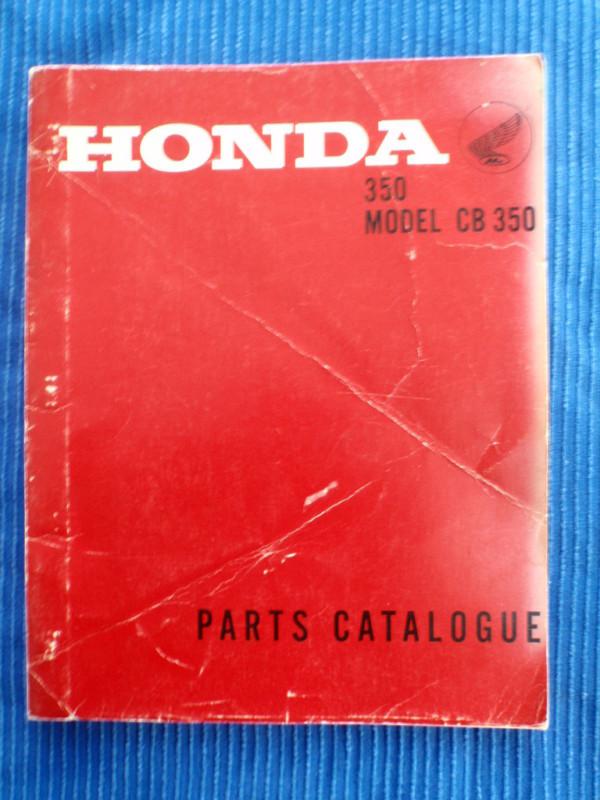 HONDA
350
MODEL CB 350
PARTS CATALOGUE